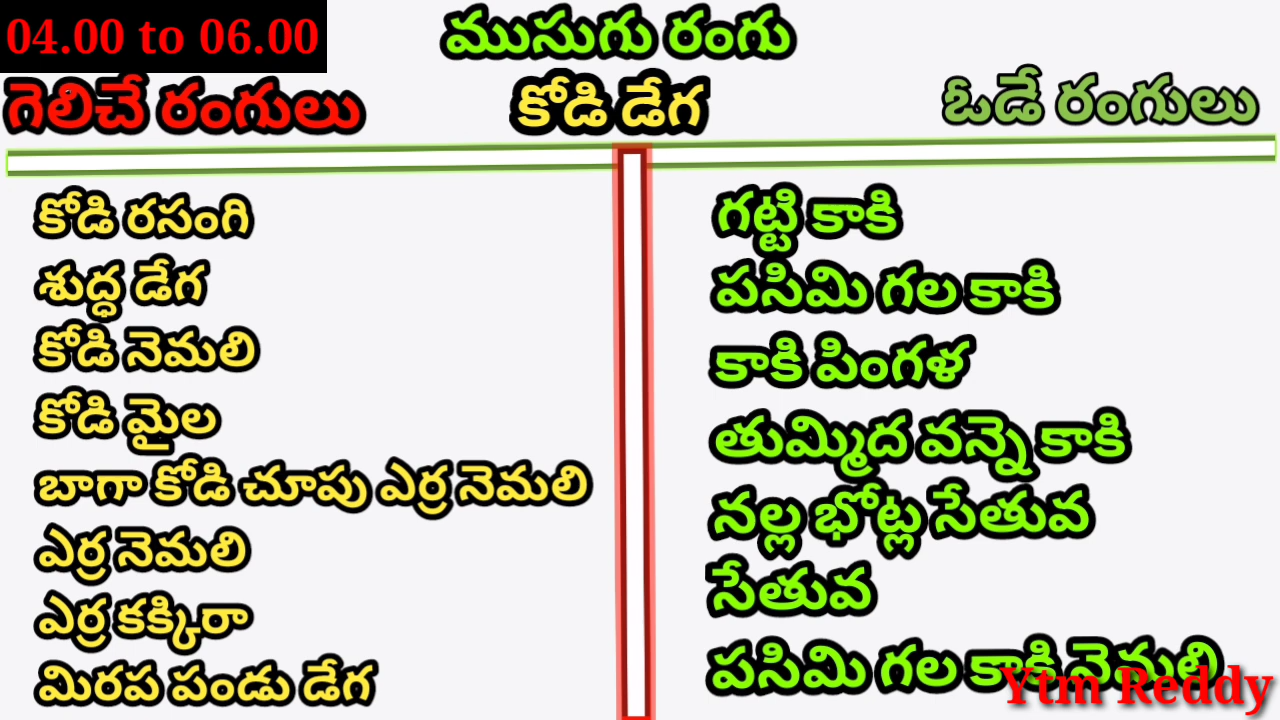 04.00 to 06.00
ముసుగు రంగు
గెలిచే రంగులు
కోడి డేగ
ఓడే రంగులు
కోడి రసంగి
శుద్ధ డేగ
కోడి నెమలి
కోడి మైల
బాగా కోడి చూపు ఎర్ర నెమలి
ఎర్ర నెమలి
ఎర్ర కక్కిరా
మిరప పండు డేగ
గట్టి కాకి
పసిమి గల కాకి
కాకి పింగళ
తుమ్మిద వన్నె కాకి
నల్ల భోట్ల సేతువ
సేతువ
పసిమి గల కాకి నెమలి
Ytm Reddy